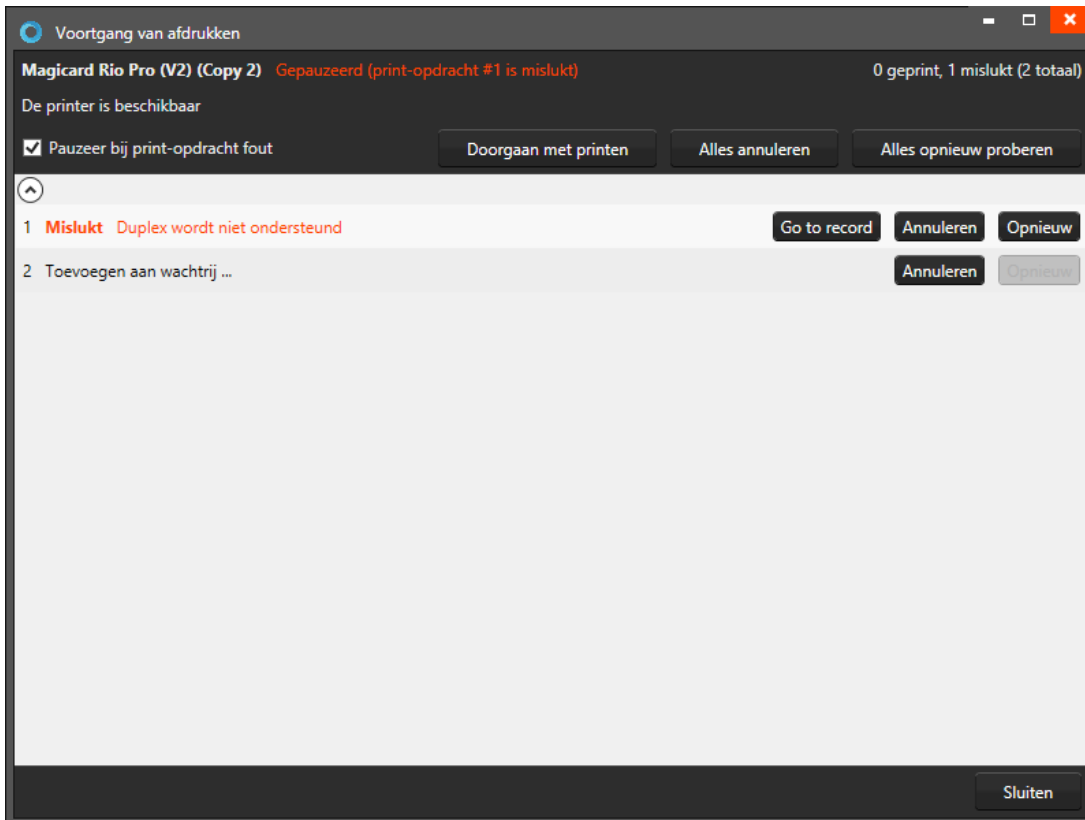 Voortgang van afdrukken
Magicard Rio Pro (V2) (Copy 2) Gepauzeerd (print-opdracht #1 is mislukt) 0 geprint, 1 mislukt (2 totaal)
De printer is beschikbaar
Pauzeer bij print-opdracht fout Doorgaan met printen Alles annuleren Alles opnieuw proberen
1 Mislukt Duplex wordt niet ondersteund Go to record Annuleren Opnieuw
2 Toevoegen aan wachtrij ... Annuleren Opnieuw
Sluiten